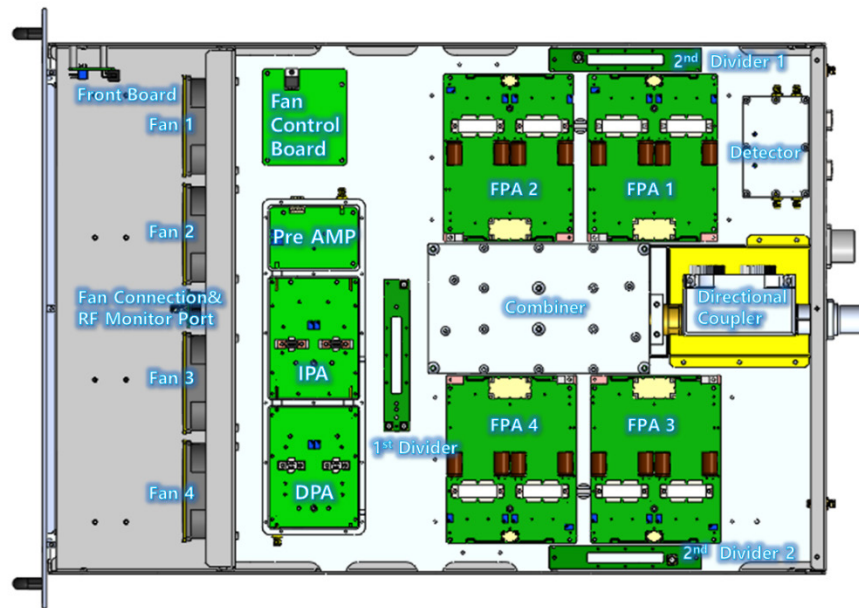 2nd Divider 1
Front Board
Fan 1
Fan
Control
Board
Detector
FPA 2
FPA 1
Fan 2
Pre AMP
Fan Connection&
RF Monitor Port
Combiner
Directional
Coupler
IPA
Fan 3
FPA 4
FPA 3
1st Divider
Fan 4
DPA
2nd Divider 2